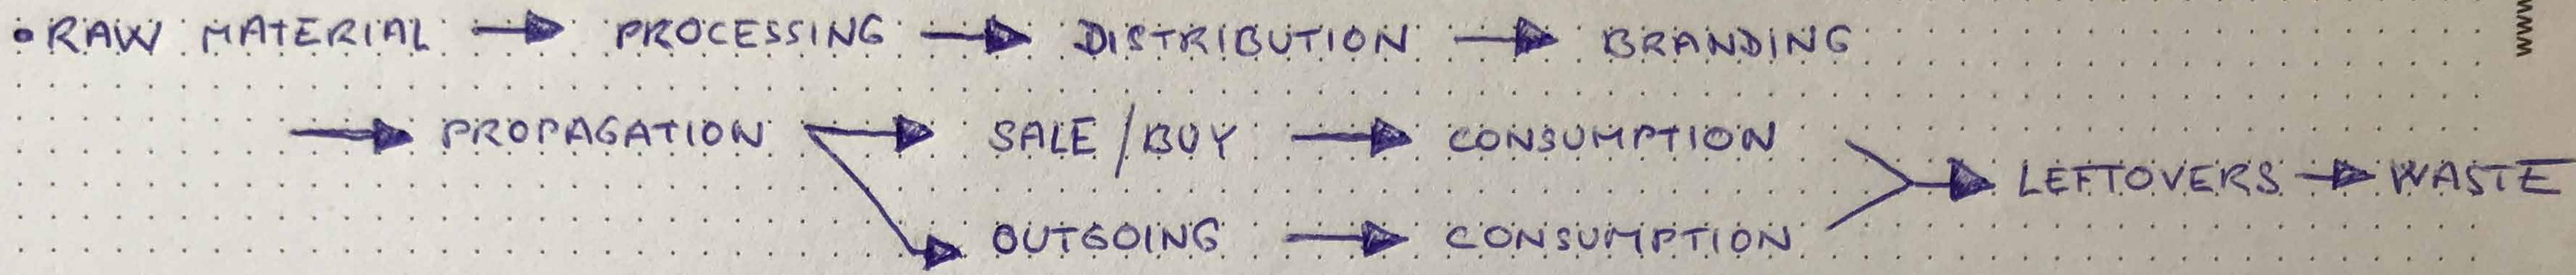 • RAW MATERIAL → PROCESSING → DISTRIBUTION → BRANDING
→ PROPAGATION → SALE / BUY → CONSUMPTION
→ LEFTOVERS → WASTE
→ OUTGOING → CONSUMPTION